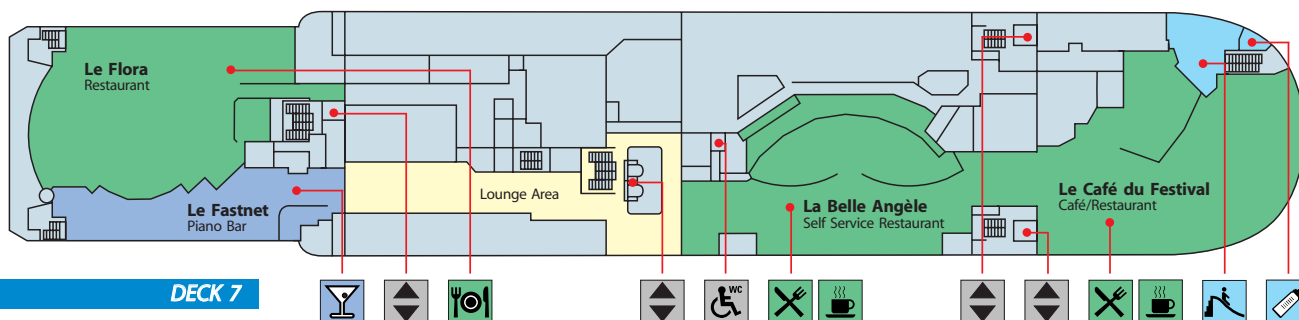 Le Flora
Restaurant
Le Fastnet
Piano Bar
Lounge Area
La Belle Angèle
Self Service Restaurant
Le Café du Festival
Café/Restaurant
DECK 7
WC